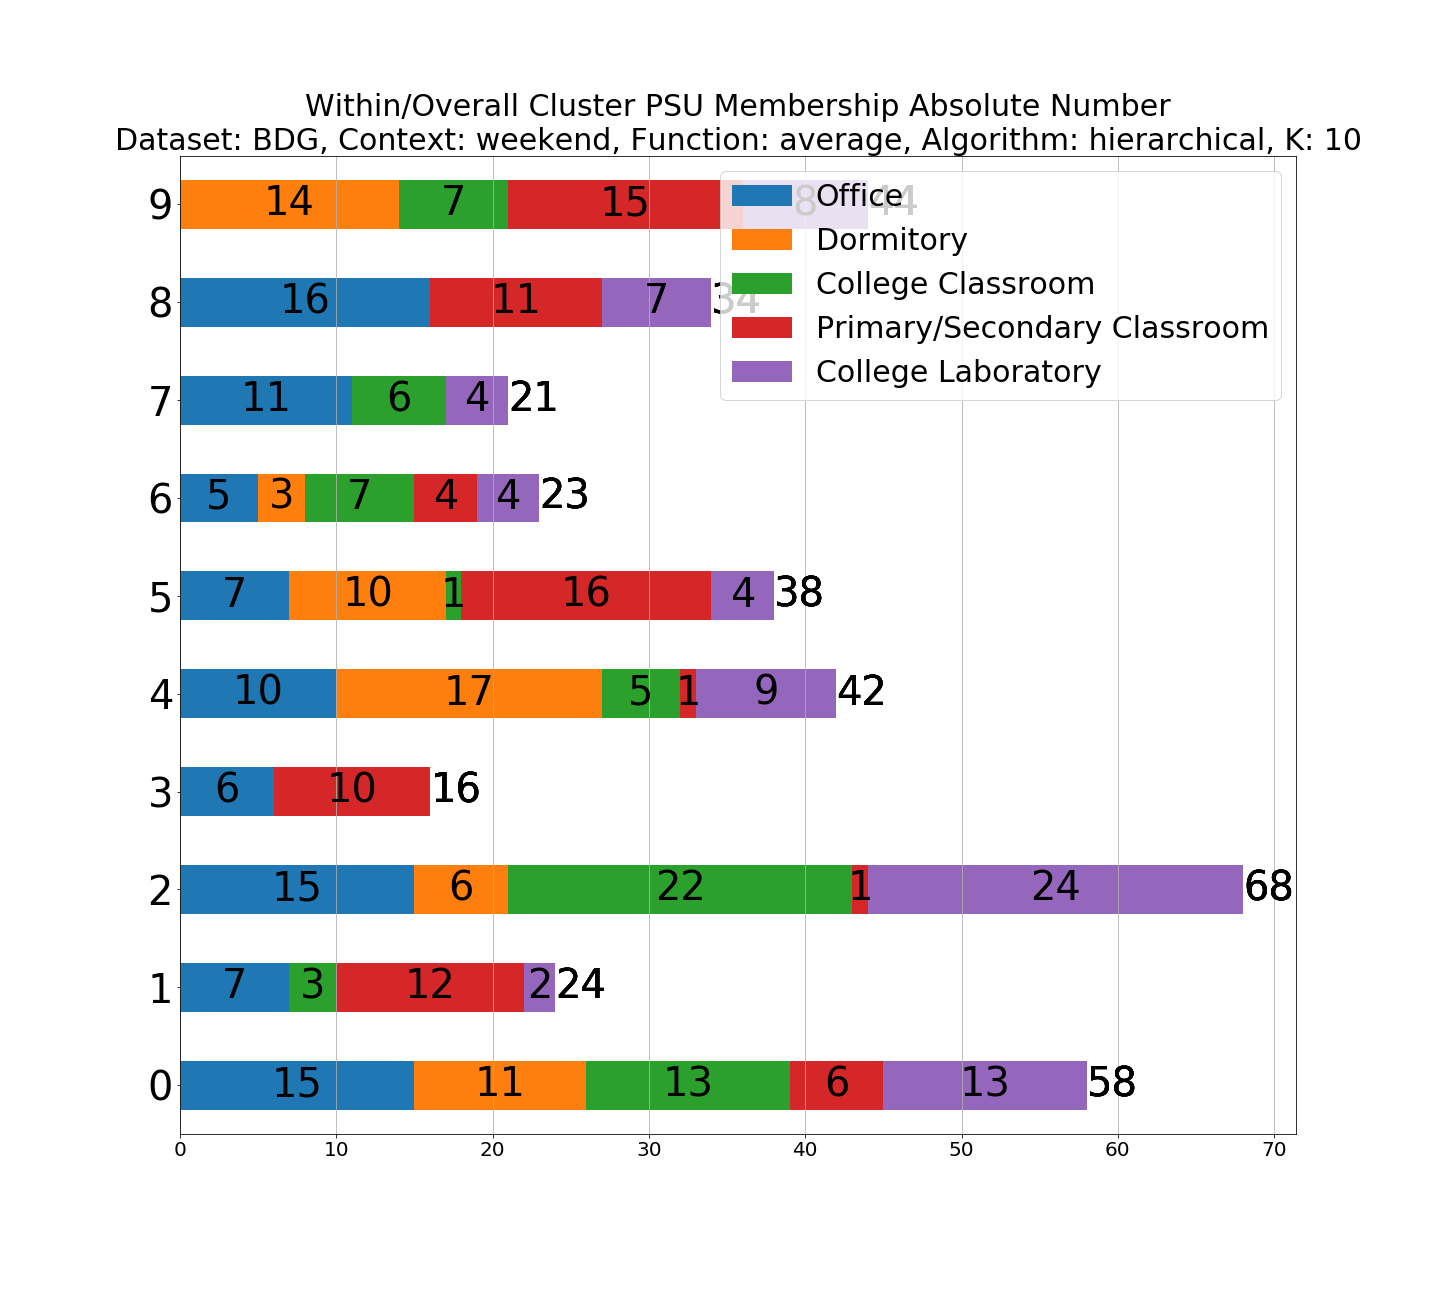 Within/Overall Cluster PSU Membership Absolute Number
Dataset: BDG, Context: weekend, Function: average, Algorithm: hierarchical, K: 10
9 14 7 15 8 44
Office
Dormitory
8 16 11 7 34
College Classroom
Primary/Secondary Classroom
College Laboratory
7 11 6 4 21
6 5 3 7 4 4 23
5 7 10 1 16 4 38
4 10 17 5 1 9 42
3 6 10 16
2 15 6 22 1 24 68
1 7 3 12 2 24
0 15 11 13 6 13 58
0 10 20 30 40 50 60 70